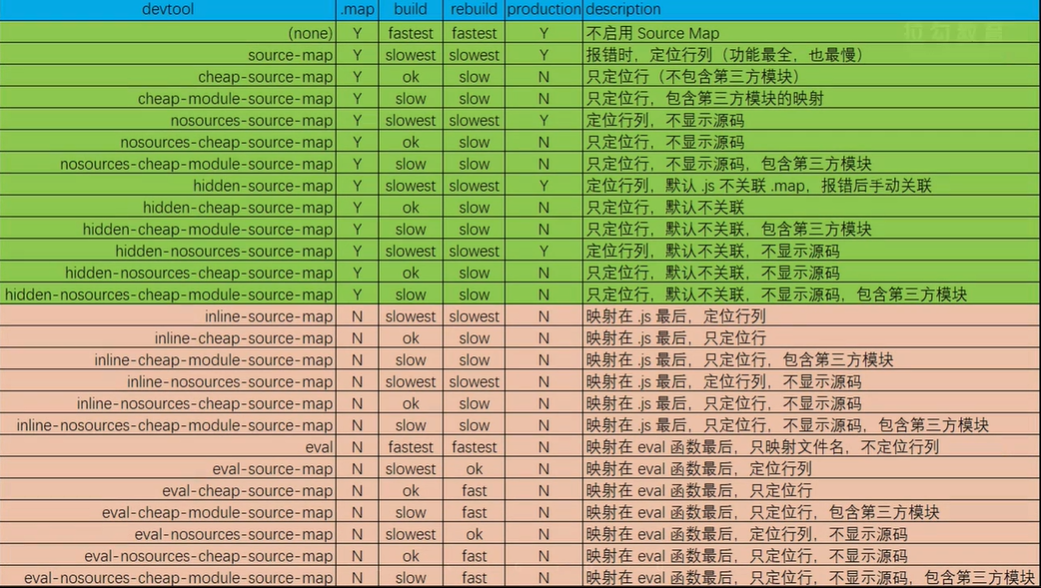 devtool .map build rebuild production description
(none) Y fastest fastest Y 不启用 Source Map
source-map Y slowest slowest Y 报错时，定位行列（功能最全，也最慢）
cheap-source-map Y ok slow N 只定位行（不包含第三方模块）
cheap-module-source-map Y slow slow N 只定位行，包含第三方模块的映射
nosources-source-map Y slowest slowest Y 定位行列，不显示源码
nosources-cheap-source-map Y ok slow N 只定位行，不显示源码
nosources-cheap-module-source-map Y slow slow N 只定位行，不显示源码，包含第三方模块
hidden-source-map Y slowest slowest Y 定位行列，默认 .js 不关联 .map，报错后手动关联
hidden-cheap-source-map Y ok slow N 只定位行，默认不关联
hidden-cheap-module-source-map Y slow slow N 只定位行，默认不关联，包含第三方模块
hidden-nosources-source-map Y slowest slowest Y 定位行列，默认不关联，不显示源码
hidden-nosources-cheap-source-map Y ok slow N 只定位行，默认不关联，不显示源码
hidden-nosources-cheap-module-source-map Y slow slow N 只定位行，默认不关联，不显示源码，包含第三方模块
inline-source-map N slowest slowest N 映射在 .js 最后，定位行列
inline-cheap-source-map N ok slow N 映射在 .js 最后，只定位行
inline-cheap-module-source-map N slow slow N 映射在 .js 最后，只定位行，包含第三方模块
inline-nosources-source-map N slowest slowest N 映射在 .js 最后，定位行列，不显示源码
inline-nosources-cheap-source-map N ok slow N 映射在 .js 最后，只定位行，不显示源码
inline-nosources-cheap-module-source-map N slow slow N 映射在 .js 最后，只定位行，不显示源码，包含第三方模块
eval N fastest fastest N 映射在 eval 函数最后，只映射文件名，不定位行列
eval-source-map N slowest ok N 映射在 eval 函数最后，定位行列
eval-cheap-source-map N ok fast N 映射在 eval 函数最后，只定位行
eval-cheap-module-source-map N slow fast N 映射在 eval 函数最后，只定位行，包含第三方模块
eval-nosources-source-map N slowest ok N 映射在 eval 函数最后，定位行列，不显示源码
eval-nosources-cheap-source-map N ok fast N 映射在 eval 函数最后，只定位行，不显示源码
eval-nosources-cheap-module-source-map N slow fast N 映射在 eval 函数最后，只定位行，不显示源码，包含第三方模块